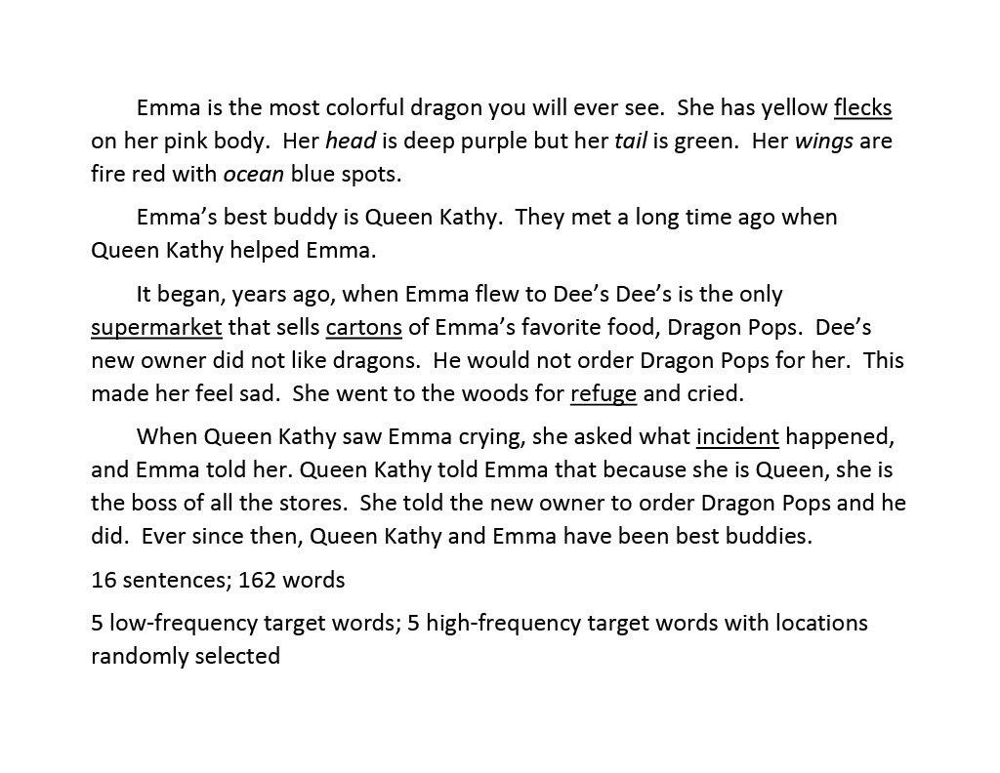 Emma is the most colorful dragon you will ever see.  She has yellow flecks
on her pink body.  Her head is deep purple but her tail is green.  Her wings are
fire red with ocean blue spots.
Emma’s best buddy is Queen Kathy.  They met a long time ago when
Queen Kathy helped Emma.
It began, years ago, when Emma flew to Dee’s Dee’s is the only
supermarket that sells cartons of Emma’s favorite food, Dragon Pops.  Dee’s
new owner did not like dragons.  He would not order Dragon Pops for her.  This
made her feel sad.  She went to the woods for refuge and cried.
When Queen Kathy saw Emma crying, she asked what incident happened,
and Emma told her. Queen Kathy told Emma that because she is Queen, she is
the boss of all the stores.  She told the new owner to order Dragon Pops and he
did.  Ever since then, Queen Kathy and Emma have been best buddies.
16 sentences; 162 words
5 low-frequency target words; 5 high-frequency target words with locations
randomly selected